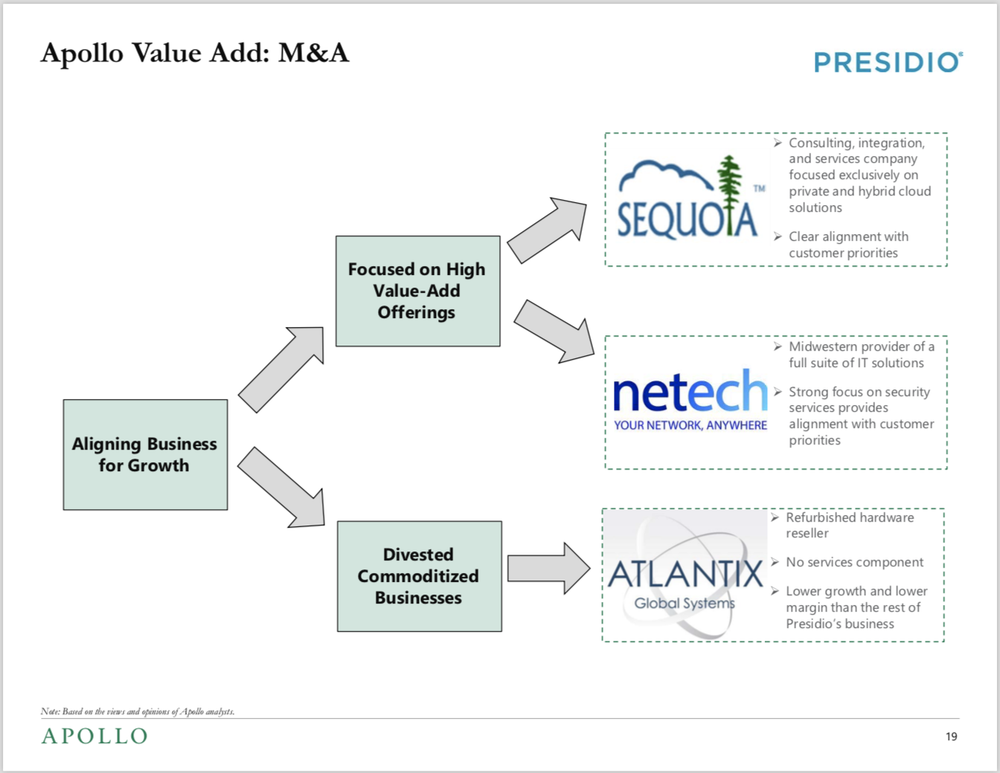 Apollo Value Add: M&A
PRESIDIO®
Aligning Business
for Growth
Focused on High
Value-Add
Offerings
Divested
Commoditized
Businesses
SEQUOIA™
➢ Consulting, integration,
and services company
focused exclusively on
private and hybrid cloud
solutions
➢ Clear alignment with
customer priorities
netech
YOUR NETWORK, ANYWHERE
➢ Midwestern provider of a
full suite of IT solutions
➢ Strong focus on security
services provides
alignment with customer
priorities
ATLANTIX
Global Systems
➢ Refurbished hardware
reseller
➢ No services component
➢ Lower growth and lower
margin than the rest of
Presidio's business
Note: Based on the views and opinions of Apollo analysts.
APOLLO
19